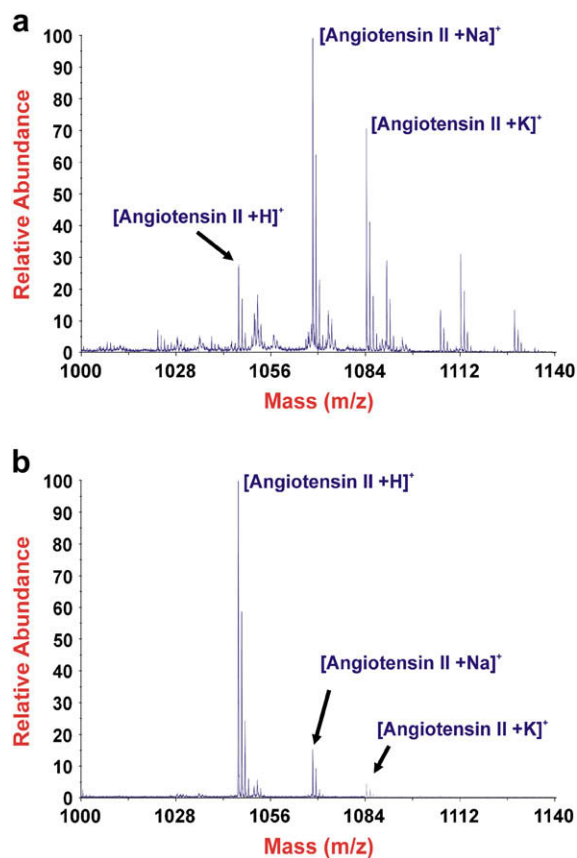 a
[Angiotensin II +Na]⁺
[Angiotensin II +K]⁺
[Angiotensin II +H]⁺
Relative Abundance
100
90
80
70
60
50
40
30
20
10
0
1000
1056
1084
1112
1140
Mass (m/z)
b
[Angiotensin II +H]⁺
[Angiotensin II +Na]⁺
[Angiotensin II +K]⁺
Relative Abundance
100
90
80
70
60
50
40
30
20
10
0
1000
1028
1056
1084
1112
1140
Mass (m/z)